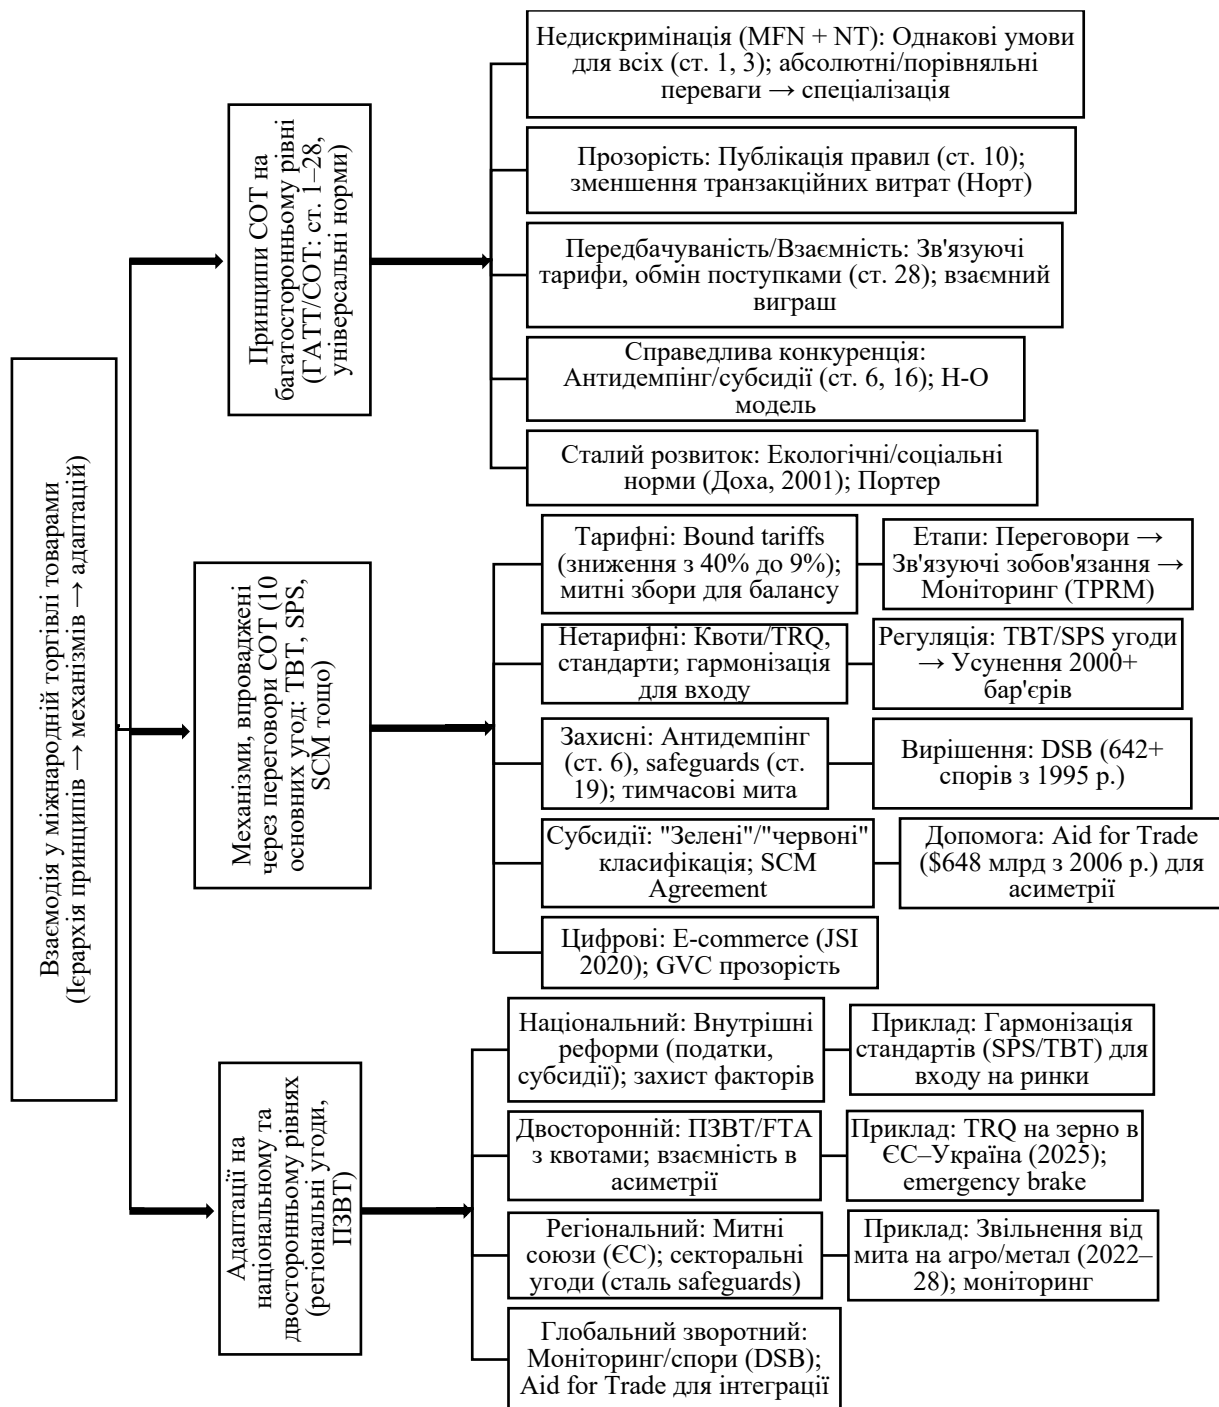 Взаємодія у міжнародній торгівлі товарами
(Ієрархія принципів → механізмів → адаптацій)
Принципи СОТ на
багатосторонньому рівні
(ГАТТ/СОТ: ст. 1–28,
універсальні норми)
Недискримінація (MFN + NT): Однакові умови
для всіх (ст. 1, 3); абсолютні/порівняльні
переваги → спеціалізація
Прозорість: Публікація правил (ст. 10);
зменшення транзакційних витрат (Норт)
Передбачуваність/Взаємність: Зв'язуючі
тарифи, обмін поступками (ст. 28); взаємний
виграш
Справедлива конкуренція:
Антидемпінг/субсидії (ст. 6, 16); H-O
модель
Сталий розвиток: Екологічні/соціальні
норми (Доха, 2001); Портер
Механізми, впроваджені
через переговори СОТ (10
основних угод: TBT, SPS,
SCM тощо)
Тарифні: Bound tariffs
(зниження з 40% до 9%);
митні збори для балансу
Етапи: Переговори →
Зв'язуючі зобов'язання →
Моніторинг (TPRM)
Нетарифні: Квоти/TRQ,
стандарти; гармонізація
для входу
Регуляція: TBT/SPS угоди
→ Усунення 2000+
бар'єрів
Захисні: Антидемпінг
(ст. 6), safeguards (ст.
19); тимчасові мита
Вирішення: DSB (642+
спорів з 1995 р.)
Субсидії: "Зелені"/"червоні"
класифікація; SCM
Agreement
Допомога: Aid for Trade
($648 млрд з 2006 р.) для
асиметрії
Цифрові: E-commerce (JSI
2020); GVC прозорість
Адаптації на
національному та
двосторонньому рівнях
(регіональні угоди,
ПЗВТ)
Національний: Внутрішні
реформи (податки,
субсидії); захист факторів
Приклад: Гармонізація
стандартів (SPS/TBT) для
входу на ринки
Двосторонній: ПЗВТ/FTA
з квотами; взаємність в
асиметрії
Приклад: TRQ на зерно в
ЄС–Україна (2025);
emergency brake
Регіональний: Митні
союзи (ЄС); секторальні
угоди (сталь safeguards)
Приклад: Звільнення від
мита на агро/метал (2022–
28); моніторинг
Глобальний зворотний:
Моніторинг/спори (DSB);
Aid for Trade для інтеграції